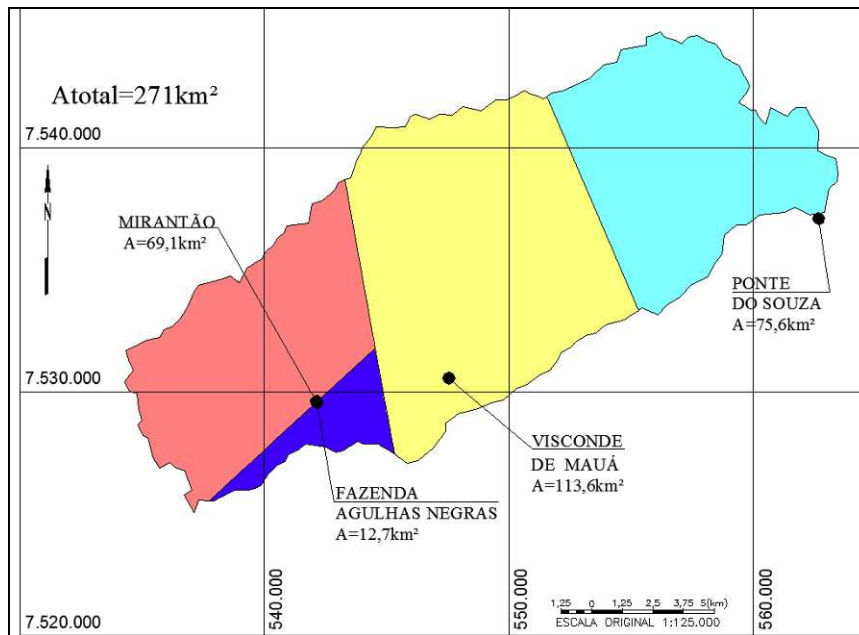 Atotal=271km²
7.540.000
N
MIRANTÃO
A=69,1km²
PONTE
DO SOUZA
A=75,6km²
7.530.000
VISCONDE
DE MAUÁ
A=113,6km²
FAZENDA
AGULHAS NEGRAS
A=12,7km²
540.000
550.000
560.000
1,25 0 1,25 2,5 3,75 5(km)
ESCALA ORIGINAL 1:125.000
7.520.000